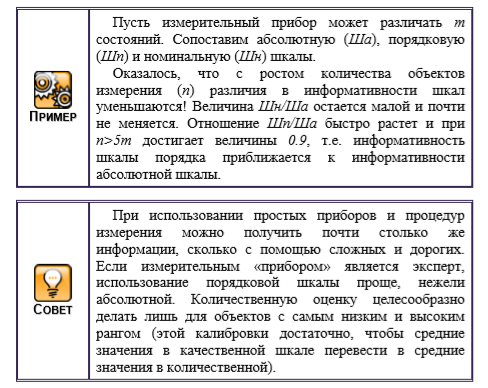 Пусть измерительный прибор может различать m
состояний. Сопоставим абсолютную (Ша), порядковую
(Шп) и номинальную (Шн) шкалы.
Оказалось, что с ростом количества объектов
измерения (n) различия в информативности шкал
уменьшаются! Величина Шн/Ша остается малой и почти
не меняется. Отношение Шп/Ша быстро растет и при
n>5m достигает величины 0.9, т.е. информативность
шкалы порядка приближается к информативности
абсолютной шкалы.
ПРИМЕР
При использовании простых приборов и процедур
измерения можно получить почти столько же
информации, сколько с помощью сложных и дорогих.
Если измерительным «прибором» является эксперт,
использование порядковой шкалы проще, нежели
абсолютной. Количественную оценку целесообразно
делать лишь для объектов с самым низким и высоким
рангом (этой калибровки достаточно, чтобы средние
значения в качественной шкале перевести в средние
значения в количественной).
СОВЕТ